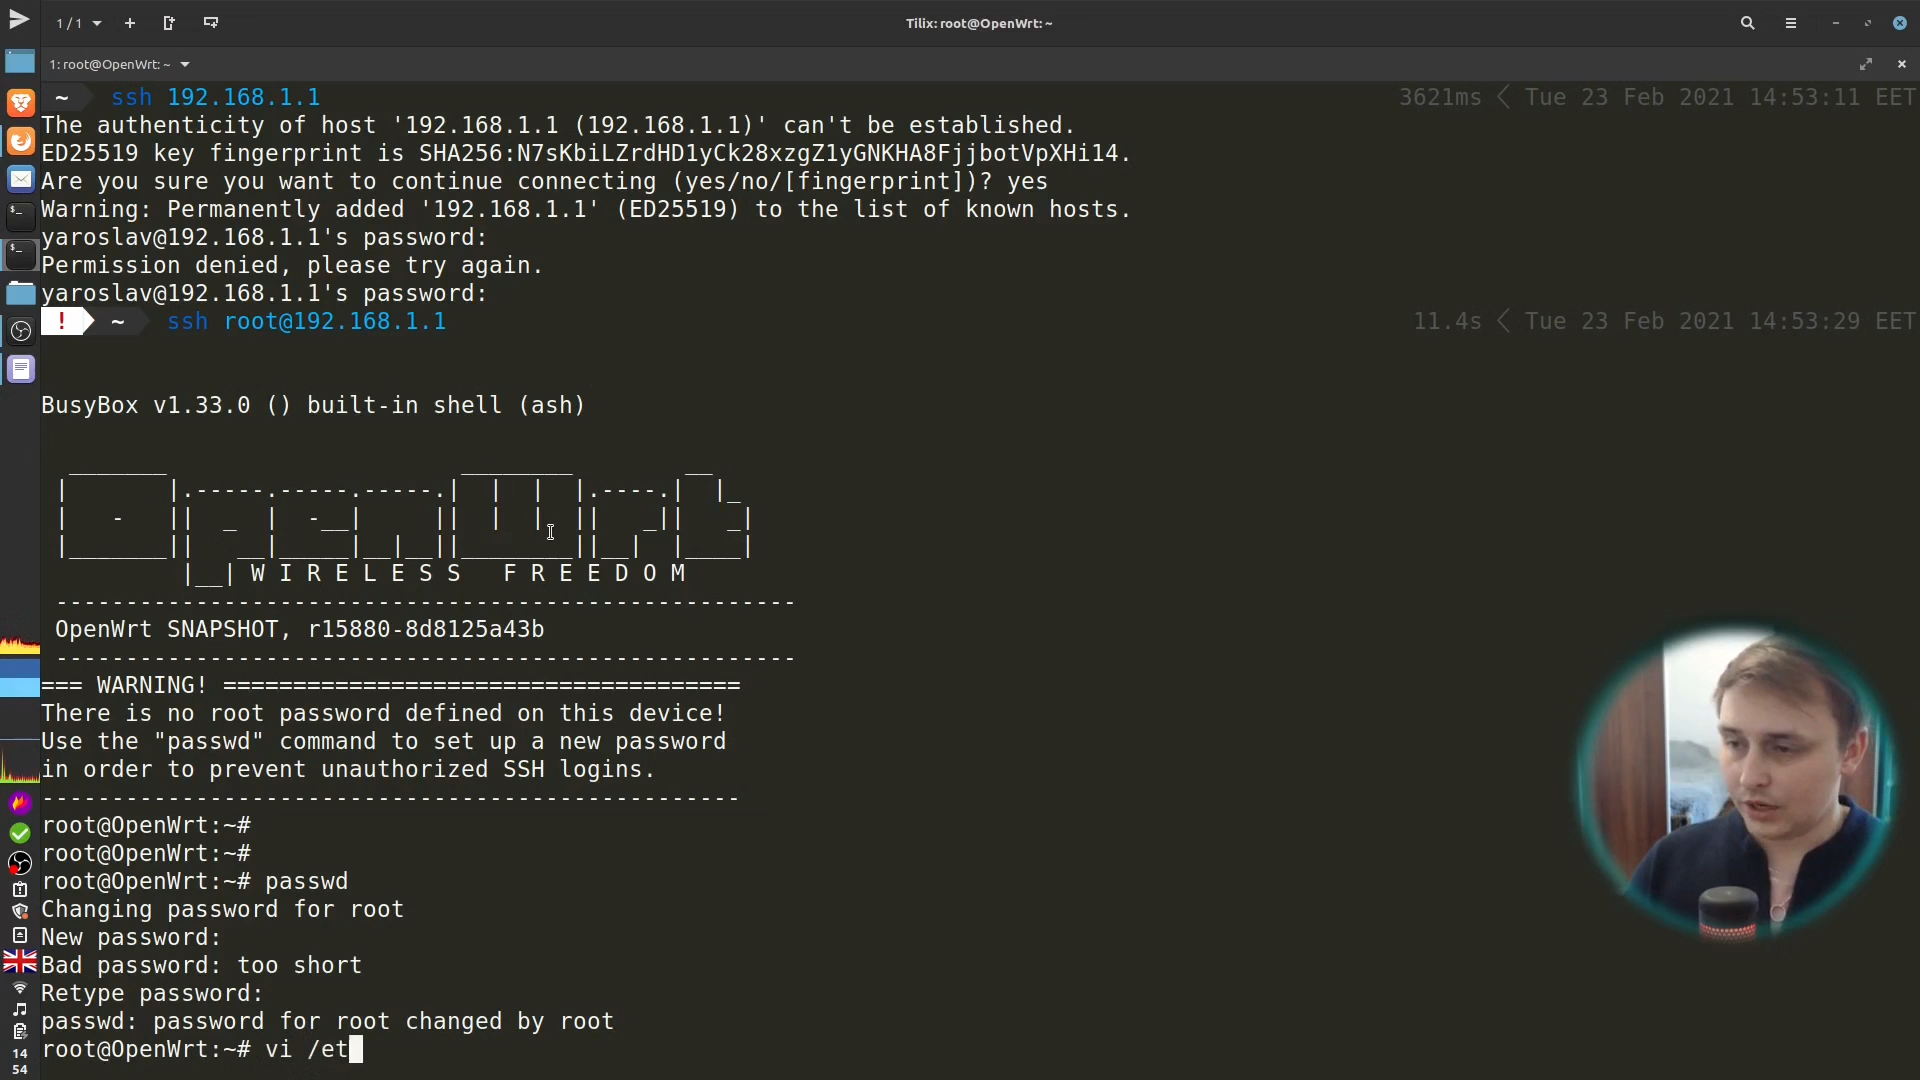 1 / 1
Tilix: root@OpenWrt: ~
1: root@OpenWrt: ~
~ ssh 192.168.1.1 3621ms < Tue 23 Feb 2021 14:53:11 EET
The authenticity of host '192.168.1.1 (192.168.1.1)' can't be established.
ED25519 key fingerprint is SHA256:N7sKbiLZrdHD1yCk28xzgZ1yGNKHA8FjjbotVpXHi14.
Are you sure you want to continue connecting (yes/no/[fingerprint])? yes
Warning: Permanently added '192.168.1.1' (ED25519) to the list of known hosts.
yaroslav@192.168.1.1's password:
Permission denied, please try again.
yaroslav@192.168.1.1's password:
! ~ ssh root@192.168.1.1 11.4s < Tue 23 Feb 2021 14:53:29 EET
BusyBox v1.33.0 () built-in shell (ash)
OpenWrt
W I R E L E S S   F R E E D O M
-----------------------------------------------------
OpenWrt SNAPSHOT, r15880-8d8125a43b
-----------------------------------------------------
=== WARNING! =====================================
There is no root password defined on this device!
Use the "passwd" command to set up a new password
in order to prevent unauthorized SSH logins.
--------------------------------------------------
root@OpenWrt:~#
root@OpenWrt:~#
root@OpenWrt:~# passwd
Changing password for root
New password:
Bad password: too short
Retype password:
passwd: password for root changed by root
root@OpenWrt:~# vi /et
14
54